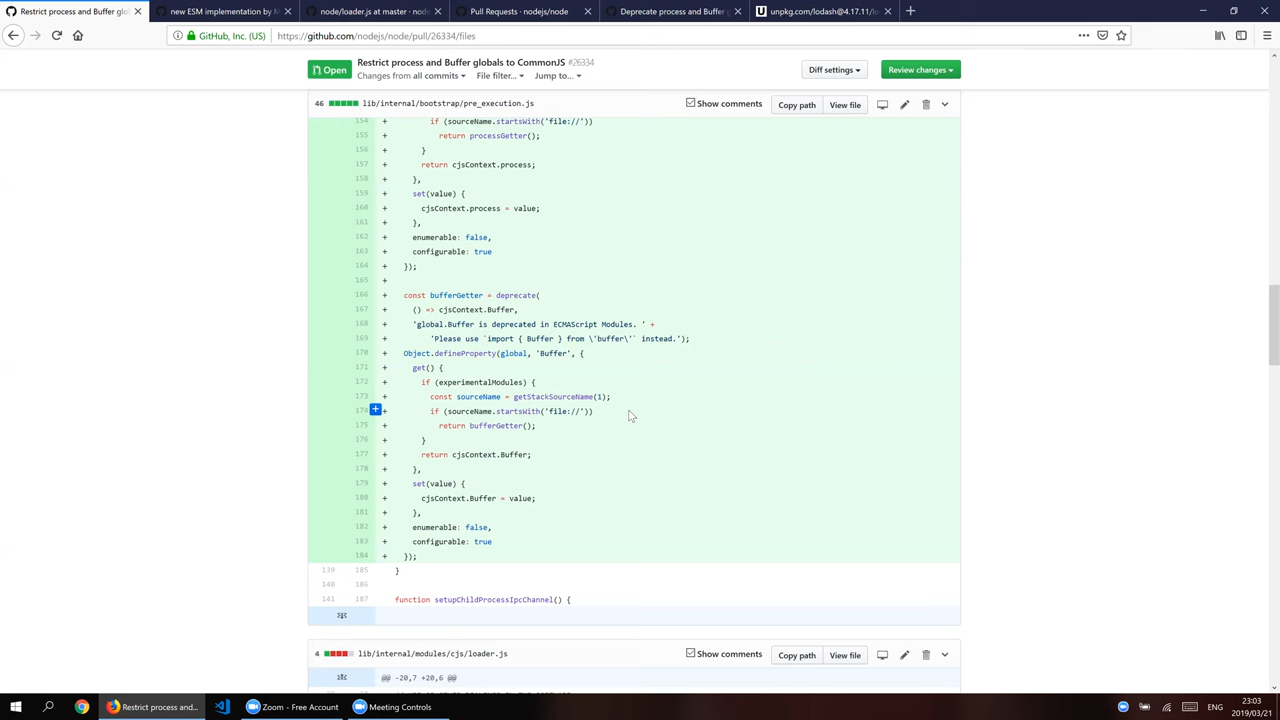 Restrict process and Buffer glo
new ESM implementation by M
node/loader.js at master · node
Pull Requests · nodejs/node
Deprecate process and Buffer g
unpkg.com/lodash@4.17.11/lo
GitHub, Inc. (US)
https://github.com/nodejs/node/pull/26334/files
Open
Restrict process and Buffer globals to CommonJS #26334
Changes from all commits
File filter...
Jump to...
Diff settings
Review changes
46 lib/internal/bootstrap/pre_execution.js
Show comments
Copy path
View file
154 + if (sourceName.startsWith('file://'))
155 + return processGetter();
156 + }
157 + return cjsContext.process;
158 + },
159 + set(value) {
160 + cjsContext.process = value;
161 + },
162 + enumerable: false,
163 + configurable: true
164 + });
165 +
166 + const bufferGetter = deprecate(
167 + () => cjsContext.Buffer,
168 + 'global.Buffer is deprecated in ECMAScript Modules. ' +
169 + 'Please use `import { Buffer } from \'buffer\'` instead.');
170 + Object.defineProperty(global, 'Buffer', {
171 + get() {
172 + if (experimentalModules) {
173 + const sourceName = getStackSourceName(1);
174 + if (sourceName.startsWith('file://'))
175 + return bufferGetter();
176 + }
177 + return cjsContext.Buffer;
178 + },
179 + set(value) {
180 + cjsContext.Buffer = value;
181 + },
182 + enumerable: false,
183 + configurable: true
184 + });
139 185 }
140 186
141 187 function setupChildProcessIpcChannel() {
4 lib/internal/modules/cjs/loader.js
Show comments
Copy path
View file
@@ -20,7 +20,6 @@
Restrict process and...
Zoom - Free Account
Meeting Controls
ENG
23:03
2019/03/21